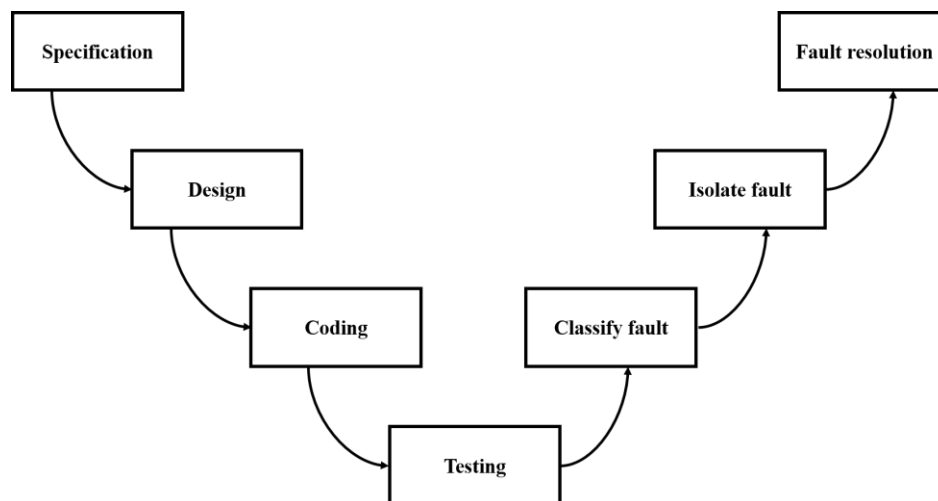 Specification
Fault resolution
Design
Isolate fault
Coding
Classify fault
Testing